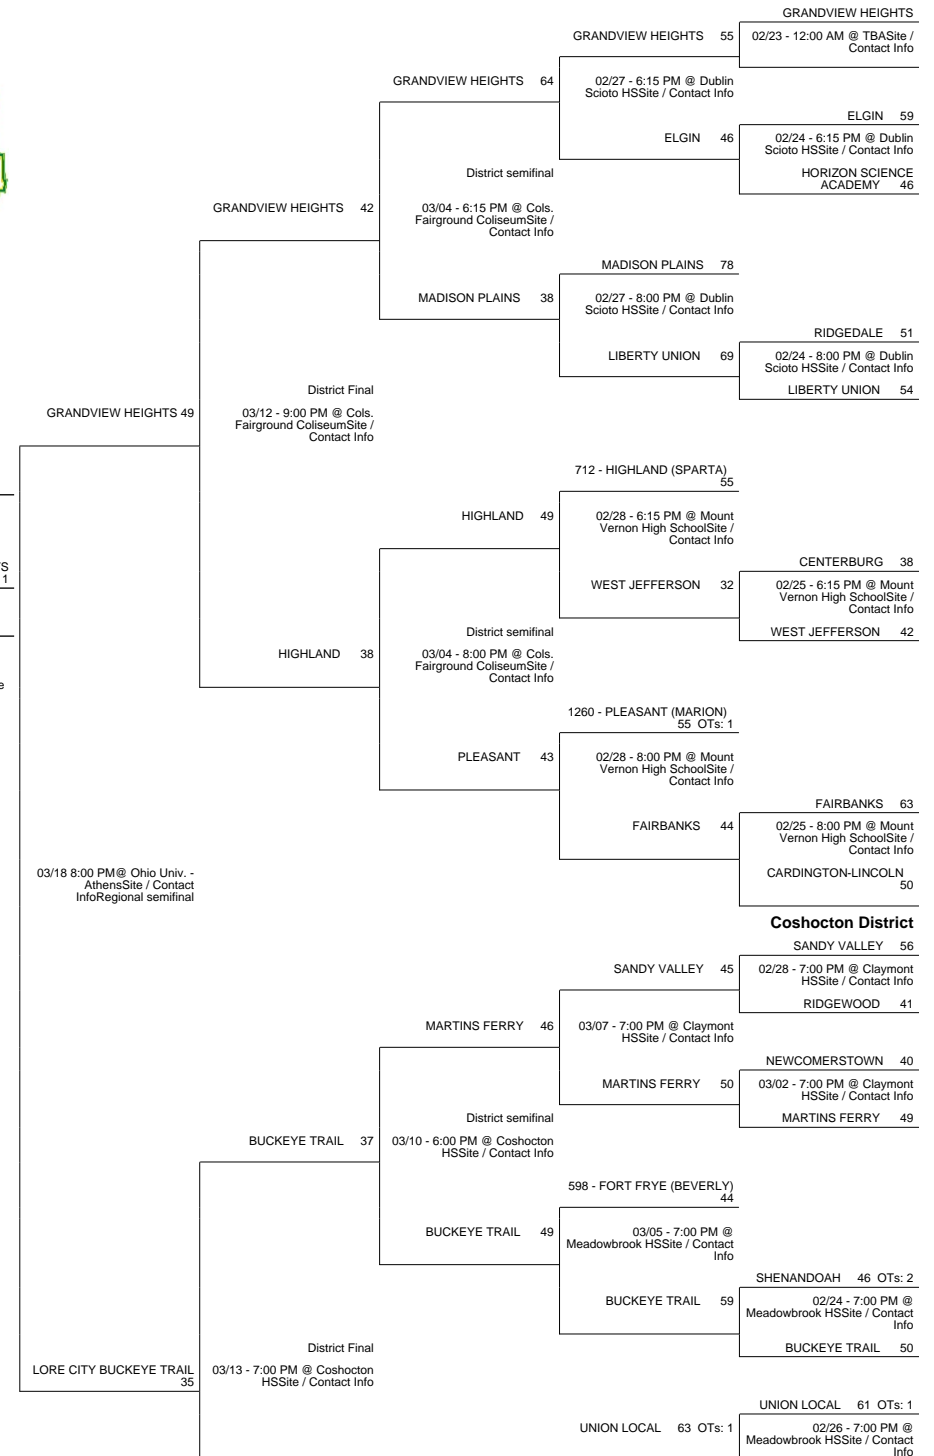 GRANDVIEW HEIGHTS
GRANDVIEW HEIGHTS 55
02/23 - 12:00 AM @ TBASite /
Contact Info
GRANDVIEW HEIGHTS 64
02/27 - 6:15 PM @ Dublin
Scioto HSSite / Contact Info
ELGIN 59
ELGIN 46
02/24 - 6:15 PM @ Dublin
Scioto HSSite / Contact Info
District semifinal
HORIZON SCIENCE
ACADEMY 46
GRANDVIEW HEIGHTS 42
03/04 - 6:15 PM @ Cols.
Fairground ColiseumSite /
Contact Info
MADISON PLAINS 78
MADISON PLAINS 38
02/27 - 8:00 PM @ Dublin
Scioto HSSite / Contact Info
RIDGEDALE 51
LIBERTY UNION 69
02/24 - 8:00 PM @ Dublin
Scioto HSSite / Contact Info
District Final
LIBERTY UNION 54
GRANDVIEW HEIGHTS 49
03/12 - 9:00 PM @ Cols.
Fairground ColiseumSite /
Contact Info
712 - HIGHLAND (SPARTA)
55
HIGHLAND 49
02/28 - 6:15 PM @ Mount
Vernon High SchoolSite /
Contact Info
S
1
CENTERBURG 38
WEST JEFFERSON 32
02/25 - 6:15 PM @ Mount
Vernon High SchoolSite /
Contact Info
District semifinal
WEST JEFFERSON 42
HIGHLAND 38
03/04 - 8:00 PM @ Cols.
Fairground ColiseumSite /
Contact Info
e
1260 - PLEASANT (MARION)
55 OTs: 1
PLEASANT 43
02/28 - 8:00 PM @ Mount
Vernon High SchoolSite /
Contact Info
FAIRBANKS 63
FAIRBANKS 44
02/25 - 8:00 PM @ Mount
Vernon High SchoolSite /
Contact Info
03/18 8:00 PM@ Ohio Univ. -
AthensSite / Contact
InfoRegional semifinal
CARDINGTON-LINCOLN
50
Coshocton District
SANDY VALLEY 56
SANDY VALLEY 45
02/28 - 7:00 PM @ Claymont
HSSite / Contact Info
RIDGEWOOD 41
MARTINS FERRY 46
03/07 - 7:00 PM @ Claymont
HSSite / Contact Info
NEWCOMERSTOWN 40
MARTINS FERRY 50
03/02 - 7:00 PM @ Claymont
HSSite / Contact Info
District semifinal
MARTINS FERRY 49
BUCKEYE TRAIL 37
03/10 - 6:00 PM @ Coshocton
HSSite / Contact Info
598 - FORT FRYE (BEVERLY)
44
BUCKEYE TRAIL 49
03/05 - 7:00 PM @
Meadowbrook HSSite / Contact
Info
SHENANDOAH 46 OTs: 2
BUCKEYE TRAIL 59
02/24 - 7:00 PM @
Meadowbrook HSSite / Contact
Info
District Final
BUCKEYE TRAIL 50
LORE CITY BUCKEYE TRAIL
35
03/13 - 7:00 PM @ Coshocton
HSSite / Contact Info
UNION LOCAL 61 OTs: 1
UNION LOCAL 63 OTs: 1
02/26 - 7:00 PM @
Meadowbrook HSSite / Contact
Info